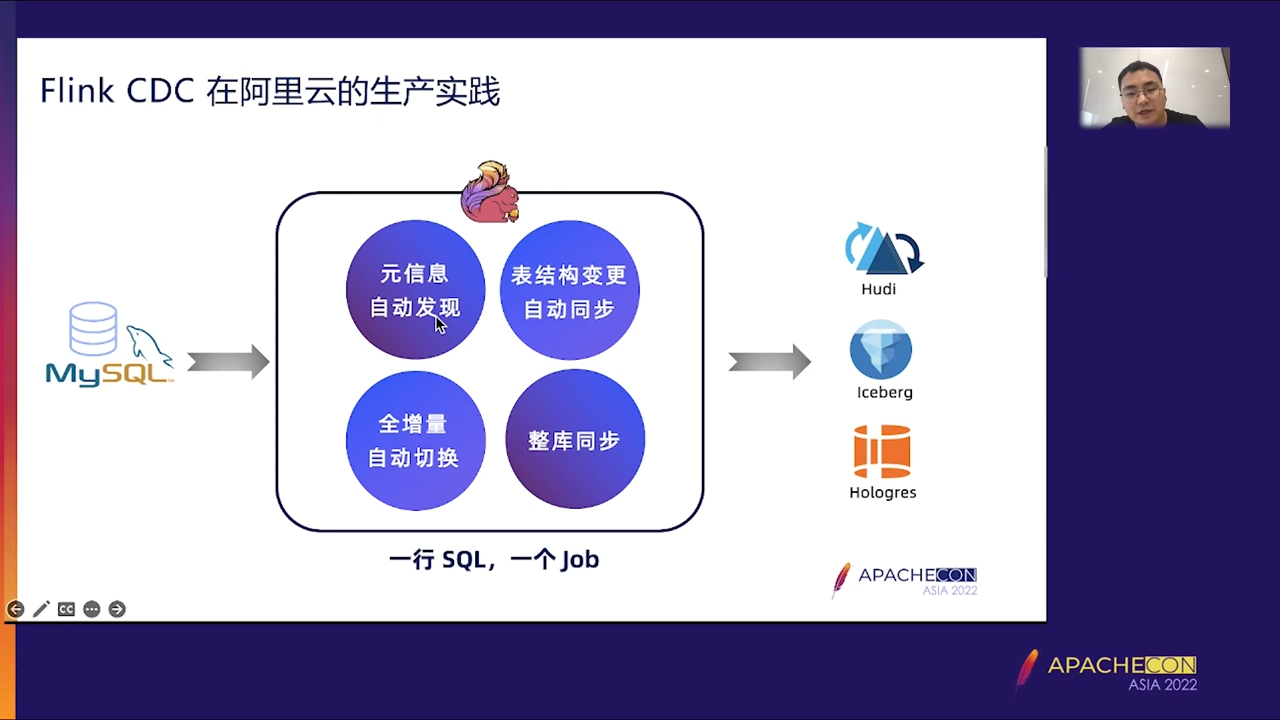 Flink CDC 在阿里云的生产实践
元信息
自动发现
表结构变更
自动同步
全增量
自动切换
整库同步
MySQL
Hudi
Iceberg
Hologres
一行 SQL，一个 Job
APACHECON
ASIA 2022
CC
APACHECON
ASIA 2022